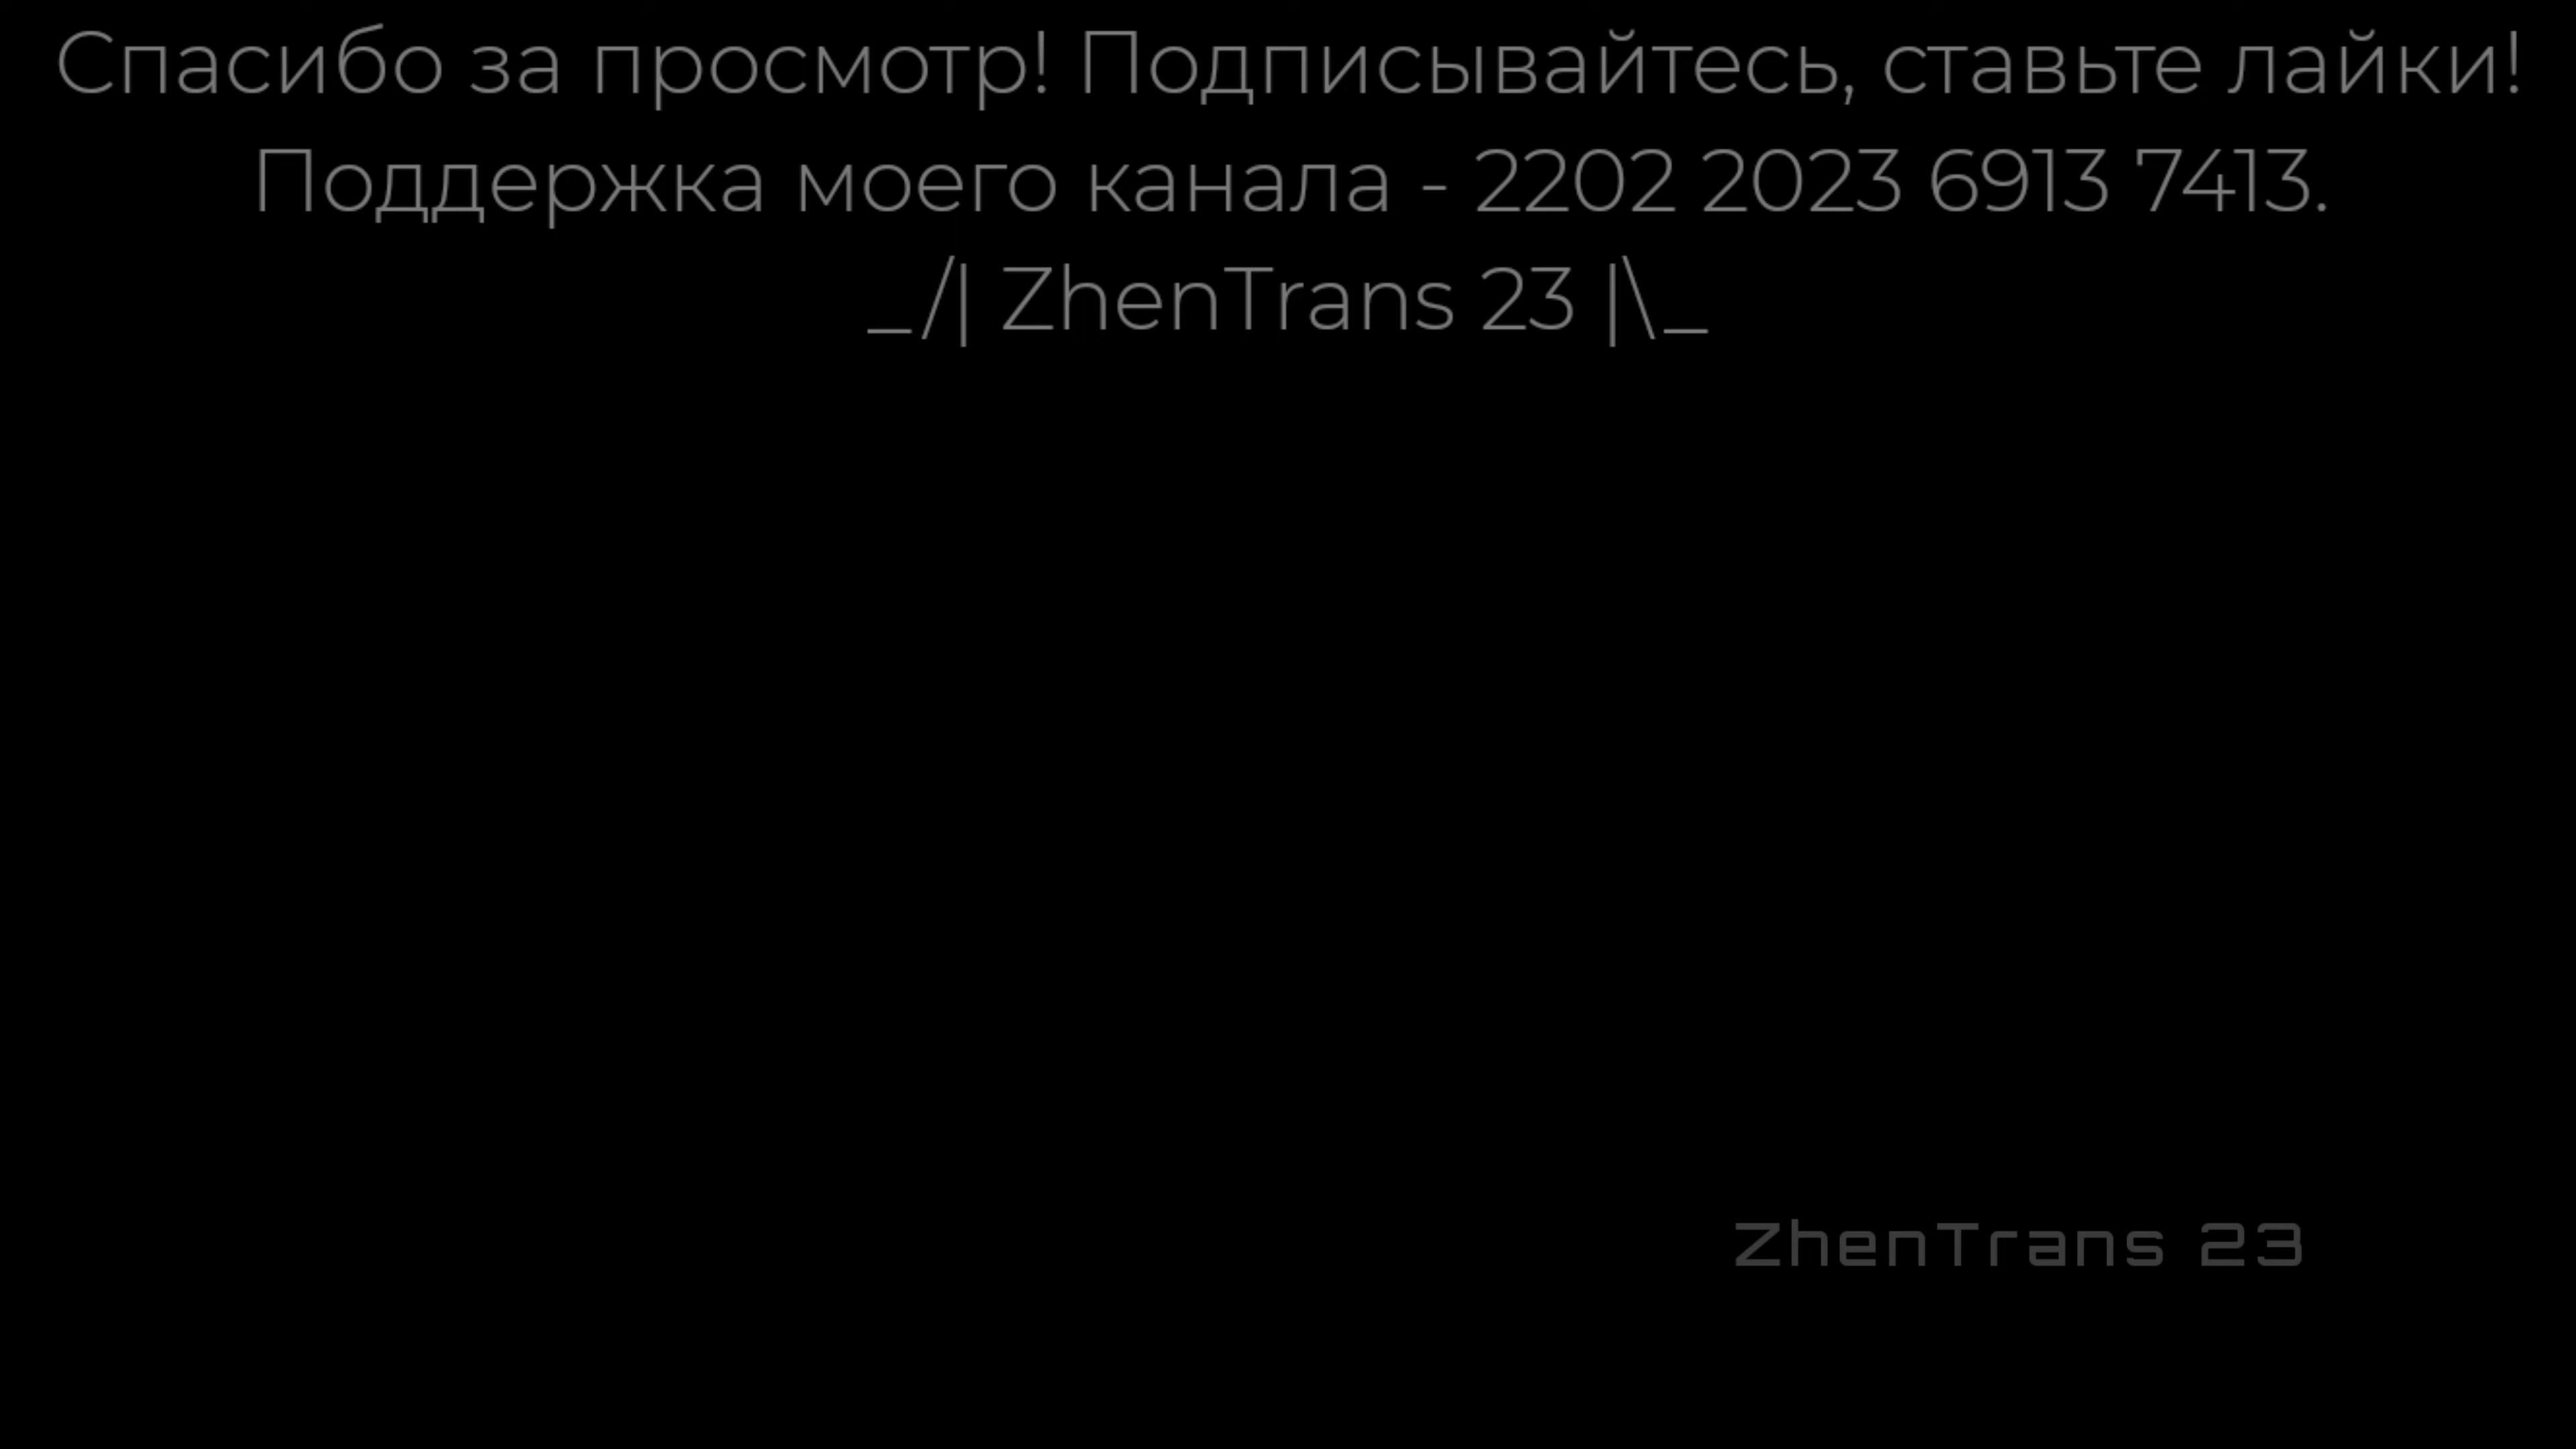 Спасибо за просмотр! Подписывайтесь, ставьте лайки!
Поддержка моего канала - 2202 2023 6913 7413.
_/| ZhenTrans 23 |\_
ZhenTrans 23